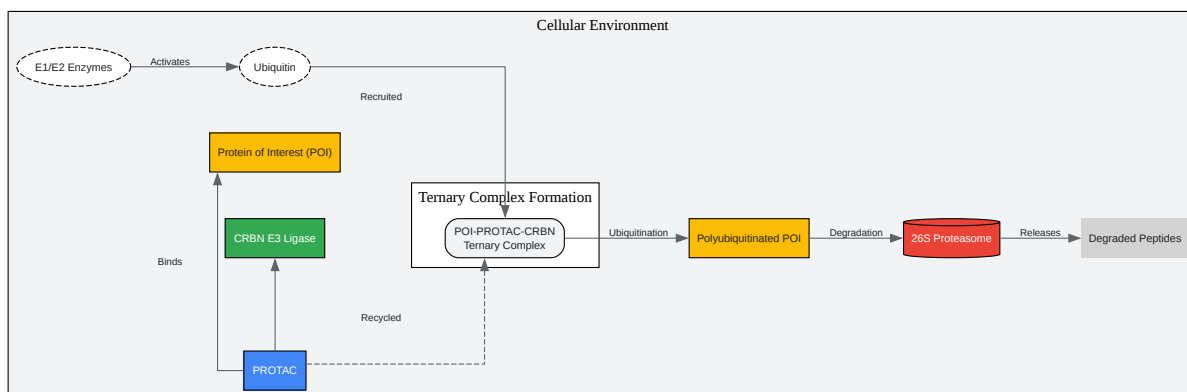 Cellular Environment
E1/E2 Enzymes
Activates
Ubiquitin
Recruited
Protein of Interest (POI)
Ternary Complex Formation
CRBN E3 Ligase
POI-PROTAC-CRBN
Ternary Complex
Ubiquitination
Polyubiquitinated POI
Degradation
26S Proteasome
Releases
Degraded Peptides
Binds
Recycled
PROTAC